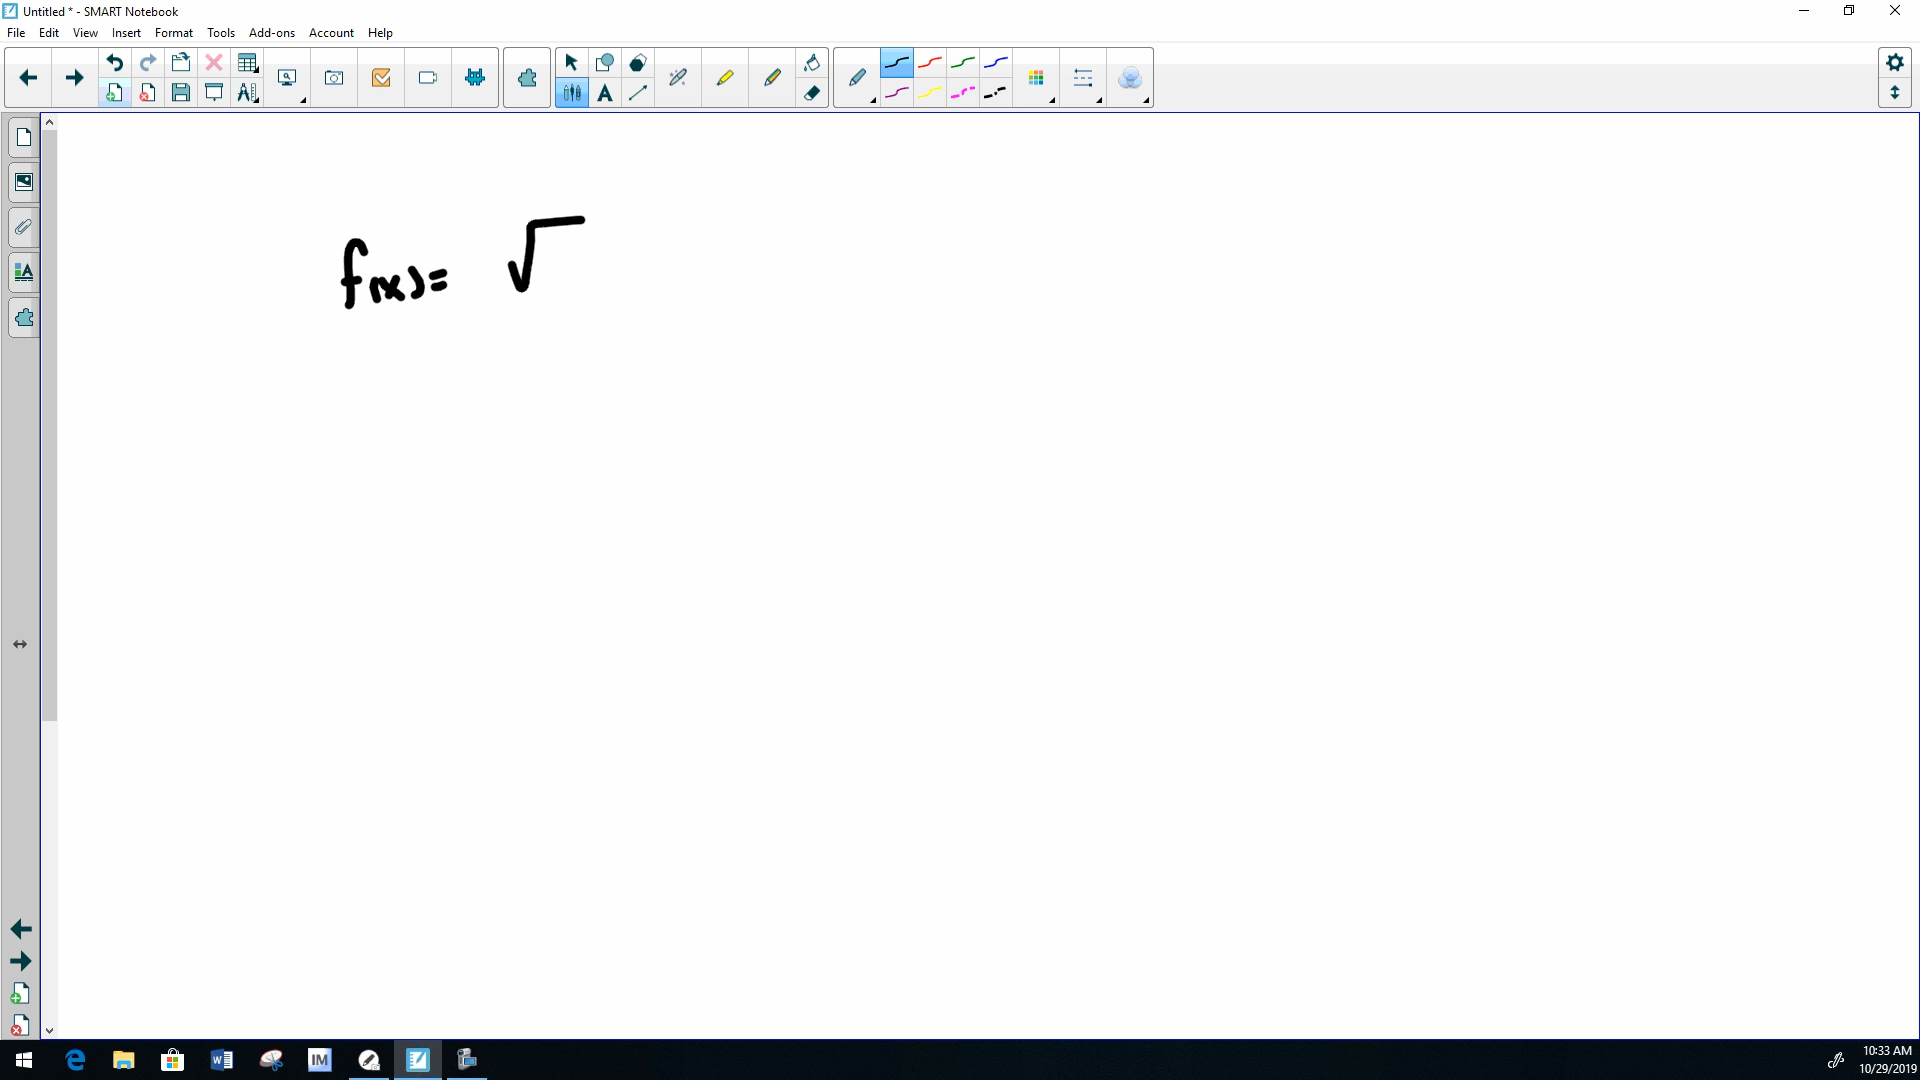 Untitled * - SMART Notebook
File Edit View Insert Format Tools Add-ons Account Help
f(x)= √
10:33 AM
10/29/2019